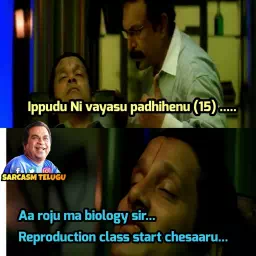 Ippudu Ni vayasu padhihenu (15) .....
SARCASM TELUGU
Aa roju ma biology sir...
Reproduction class start chesaaru...